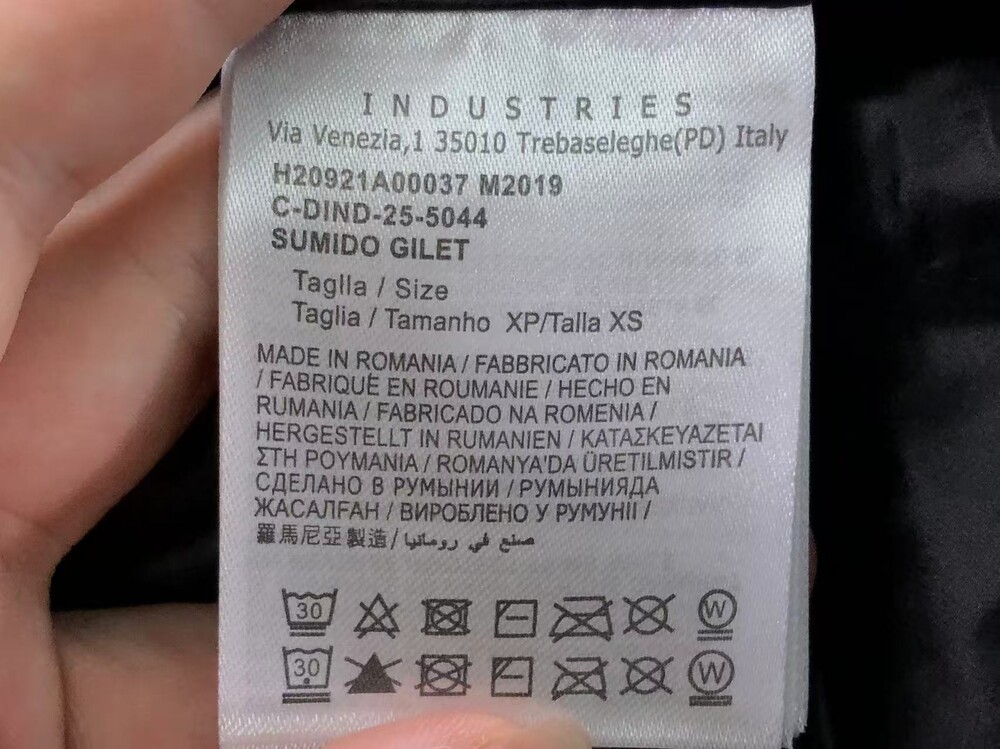 INDUSTRIES
Via Venezia,1 35010 Trebaseleghe(PD) Italy
H20921A00037 M2019
C-DIND-25-5044
SUMIDO GILET
Taglla / Size
Taglia / Tamanho XP/Talla XS
MADE IN ROMANIA / FABBRICATO IN ROMANIA
/ FABRIQUÈ EN ROUMANIE / HECHO EN
RUMANIA / FABRICADO NA ROMENIA /
HERGESTELLT IN RUMANIEN / ΚΑΤΑΣΚΕΥΑΖΕΤΑΙ
ΣΤΗ ΡΟΥΜΑΝΙΑ / ROMANYA'DA ÜRETILMISTIR /
СДЕЛАНО В РУМЫНИИ / РУМЫНИЯДА
ЖАСАЛҒАН / ВИРОБЛЕНО У РУМУНІІ /
羅馬尼亞製造 / صنع في رومانيا
30 W
30 W